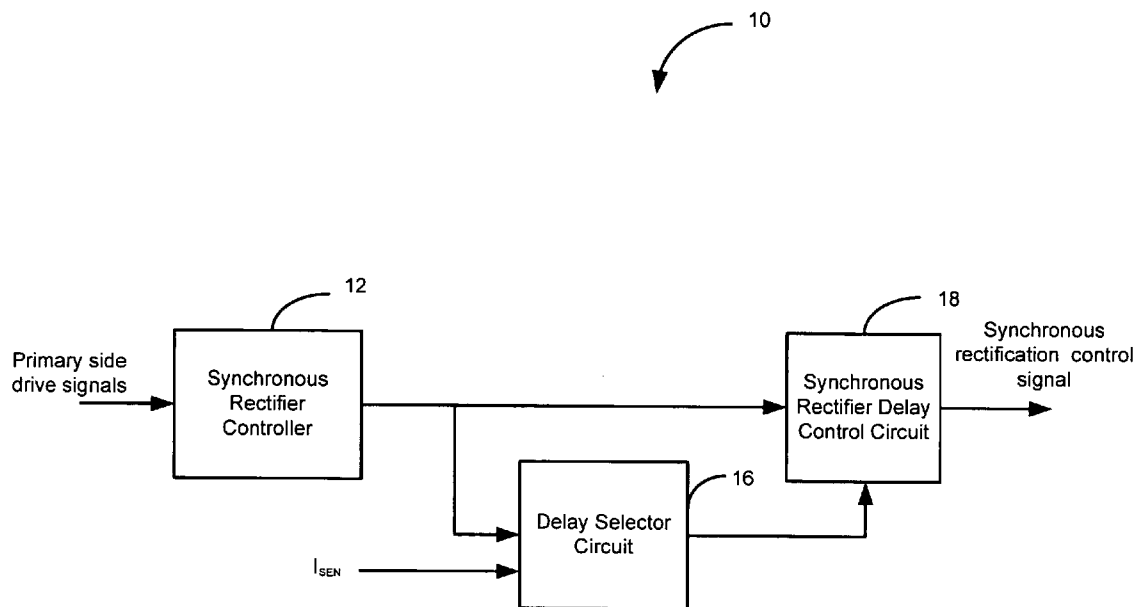 10
12
18
Primary side
drive signals
Synchronous
Rectifier
Controller
Synchronous
Rectifier Delay
Control Circuit
Synchronous
rectification control
signal
16
Delay Selector
Circuit
ISEN